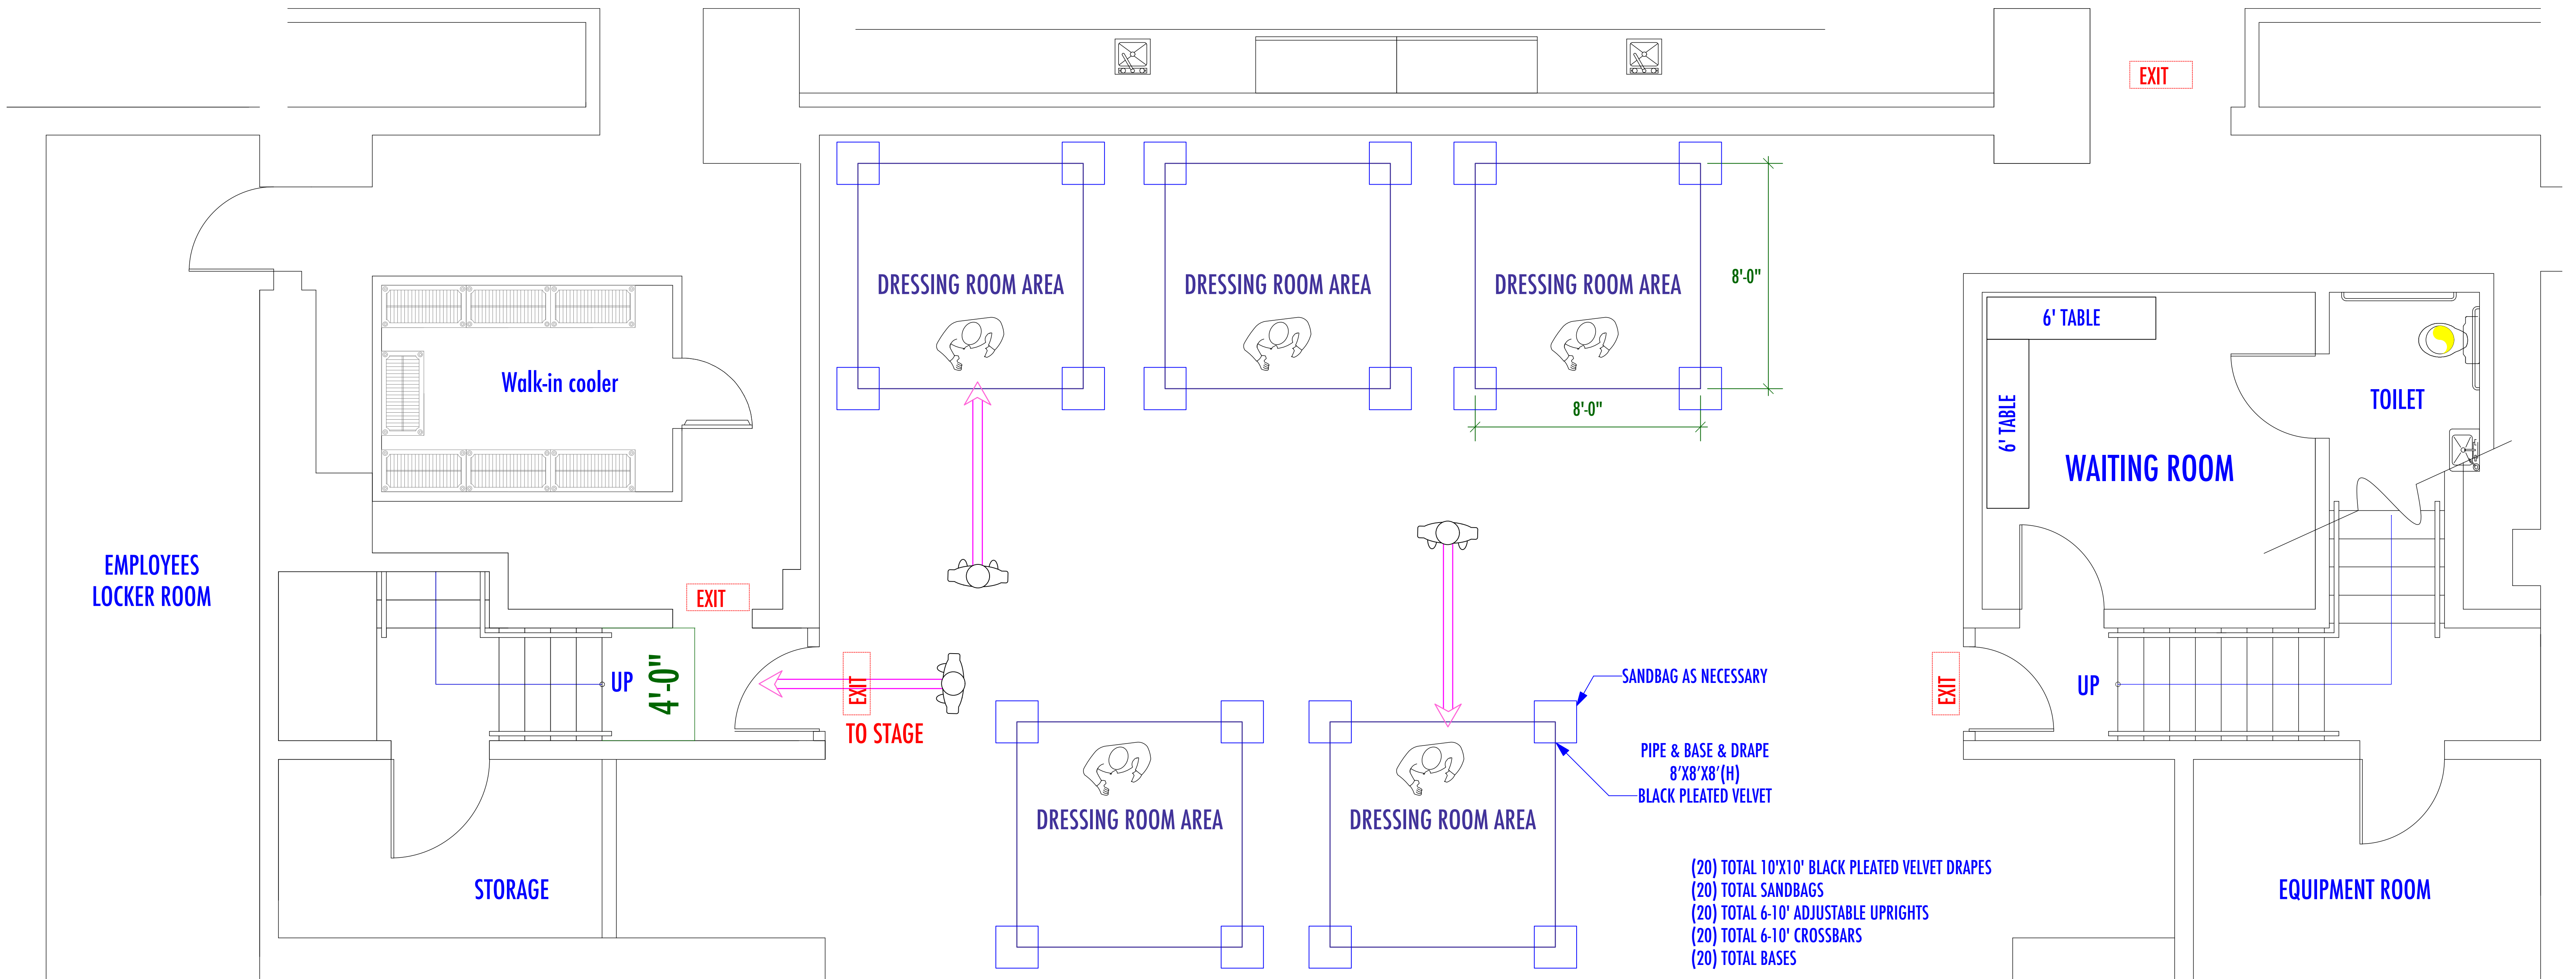 EXIT
DRESSING ROOM AREA
DRESSING ROOM AREA
DRESSING ROOM AREA
8'-0"
8'-0"
6' TABLE
6' TABLE
Walk-in cooler
TOILET
WAITING ROOM
EMPLOYEES
LOCKER ROOM
EXIT
UP
4'-0"
EXIT
TO STAGE
SANDBAG AS NECESSARY
EXIT
UP
PIPE & BASE & DRAPE
8'X8'X8'(H)
BLACK PLEATED VELVET
DRESSING ROOM AREA
DRESSING ROOM AREA
STORAGE
(20) TOTAL 10'X10' BLACK PLEATED VELVET DRAPES
(20) TOTAL SANDBAGS
(20) TOTAL 6-10' ADJUSTABLE UPRIGHTS
(20) TOTAL 6-10' CROSSBARS
(20) TOTAL BASES
EQUIPMENT ROOM